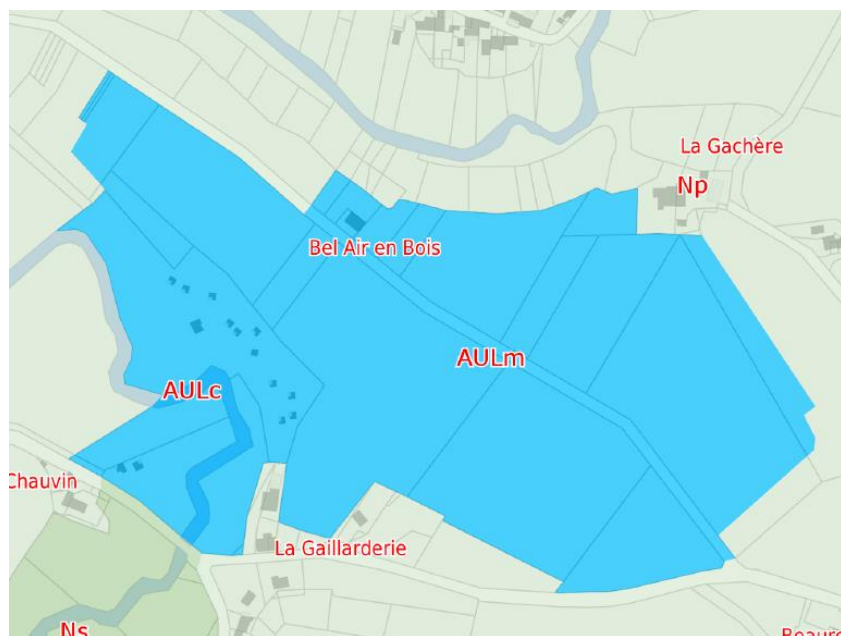 La Gachère
Np
Bel Air en Bois
AULm
AULc
Chauvin
La Gaillarderie
Ns